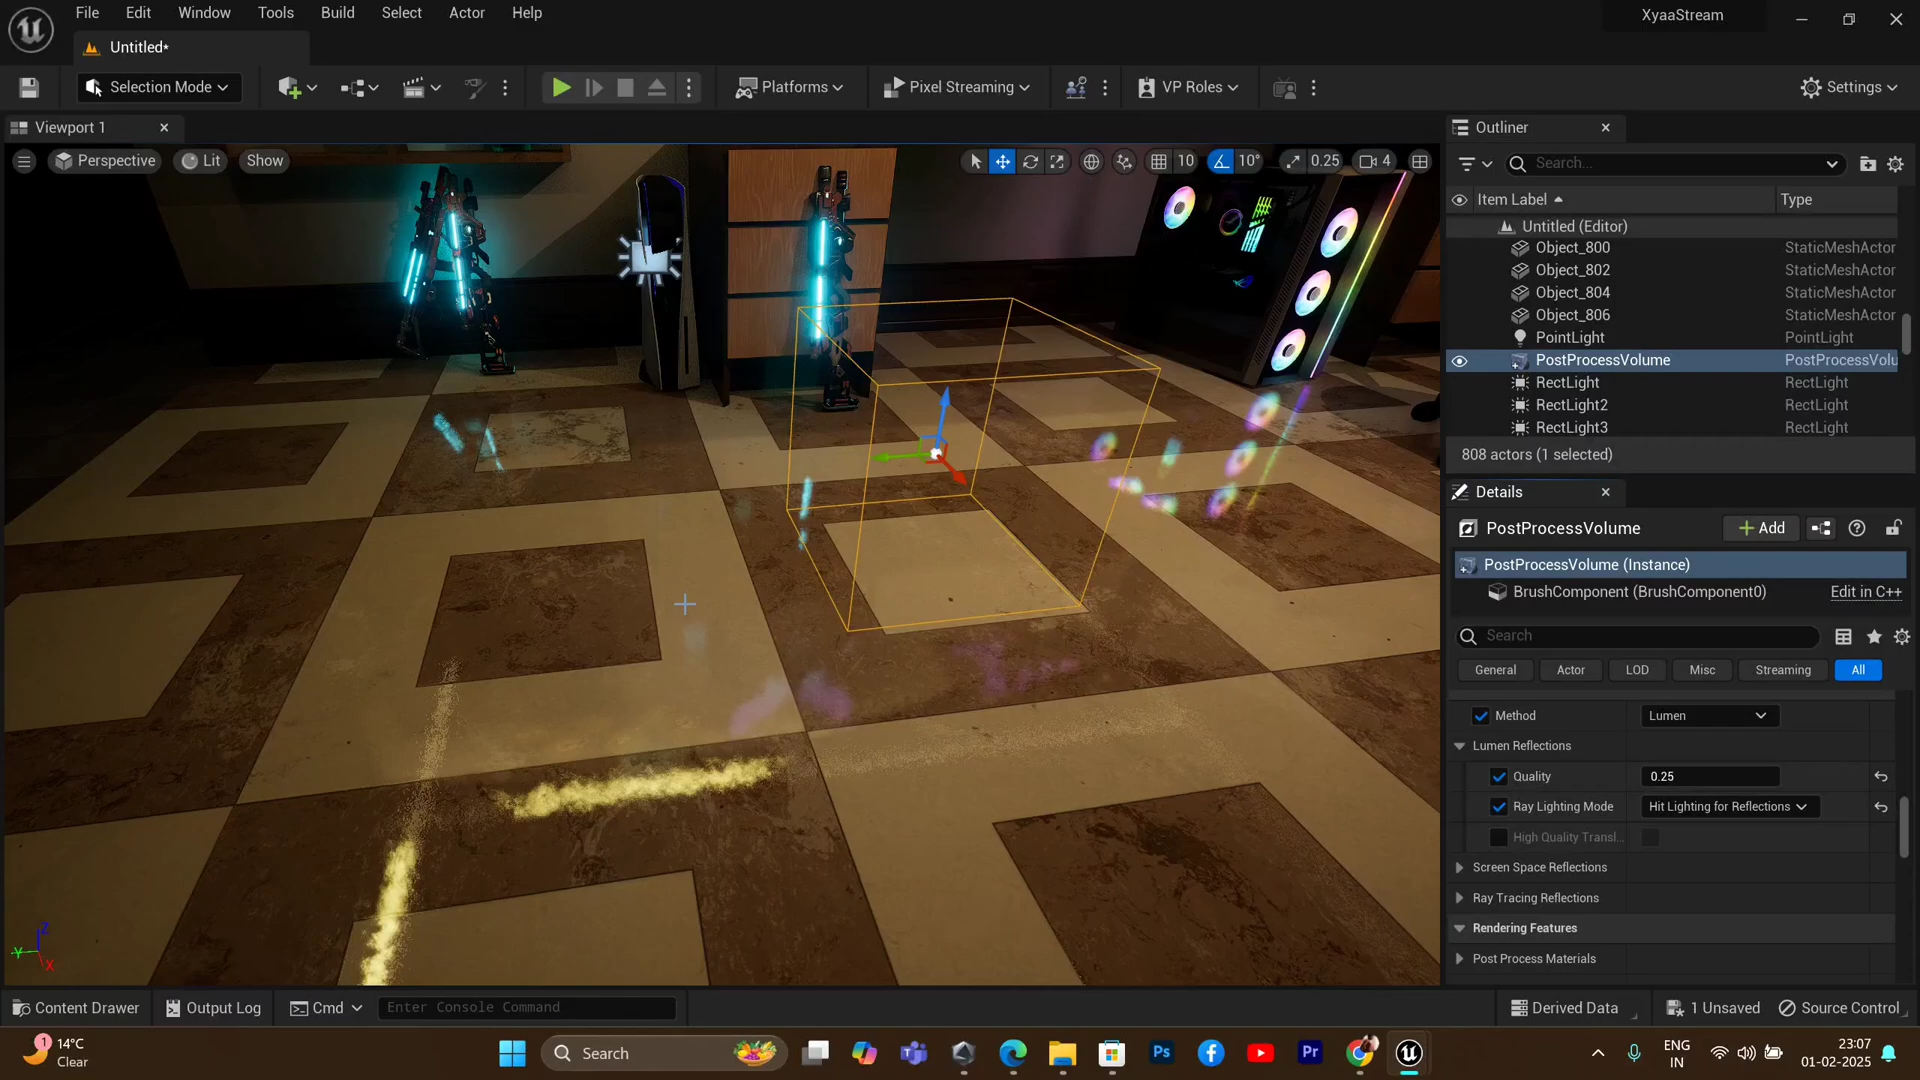 File Edit Window Tools Build Select Actor Help
XyaaStream
Untitled*
Selection Mode
Platforms
Pixel Streaming
VP Roles
Settings
Viewport 1
Outliner
Perspective
Lit
Show
10
10°
0.25
4
Search...
Item Label
Type
Untitled (Editor)
Object_800 StaticMeshActor
Object_802 StaticMeshActor
Object_804 StaticMeshActor
Object_806 StaticMeshActor
PointLight PointLight
PostProcessVolume PostProcessVolu
RectLight RectLight
RectLight2 RectLight
RectLight3 RectLight
808 actors (1 selected)
Details
PostProcessVolume
Add
PostProcessVolume (Instance)
BrushComponent (BrushComponent0)
Edit in C++
Search
General Actor LOD Misc Streaming All
Method Lumen
Lumen Reflections
Quality 0.25
Ray Lighting Mode Hit Lighting for Reflections
High Quality Transl...
Screen Space Reflections
Ray Tracing Reflections
Rendering Features
Post Process Materials
Z
Y
X
Content Drawer
Output Log
Cmd
Enter Console Command
Derived Data
1 Unsaved
Source Control
1
14°C
Clear
Search
Ps
Pr
ENG
IN
23:07
01-02-2025